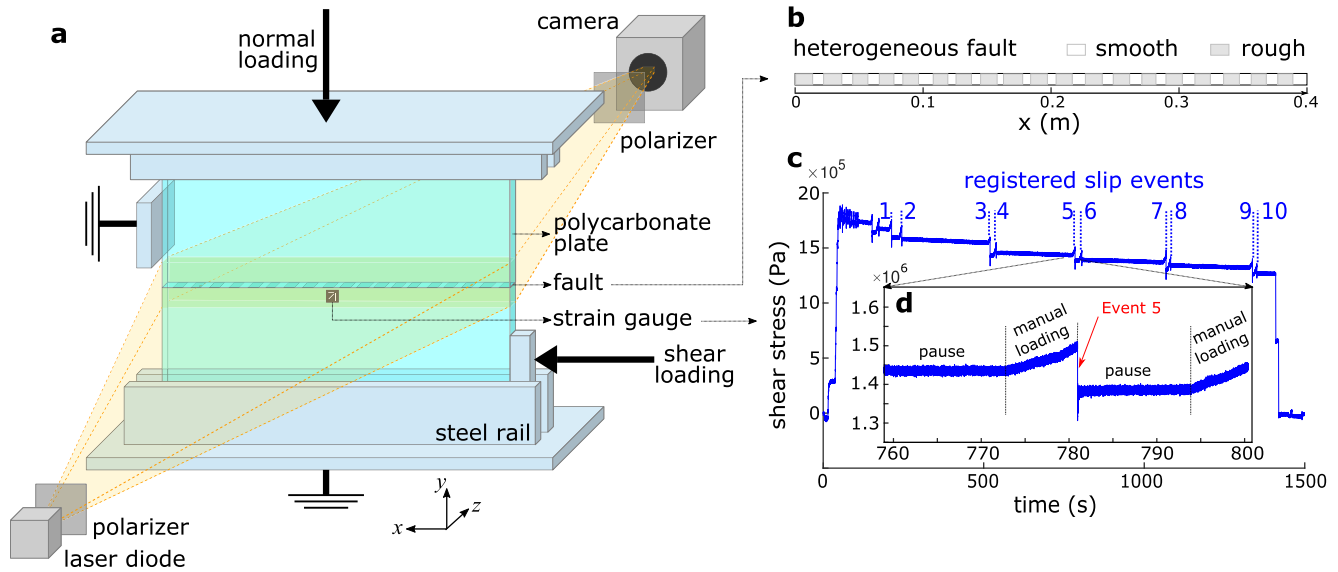 a
normal
loading
camera
polarizer
polycarbonate
plate
fault
strain gauge
shear
loading
steel rail
y
z
x
polarizer
laser diode
b
heterogeneous fault
smooth
rough
0
0.1
0.2
0.3
0.4
x (m)
c
×10⁵
registered slip events
20
15
10
5
0
shear stress (Pa)
1
2
3
4
5
6
7
8
9
10
×10⁶
d
1.6
1.5
1.4
1.3
pause
manual
loading
Event 5
pause
manual
loading
760
770
780
790
800
0
500
1000
1500
time (s)